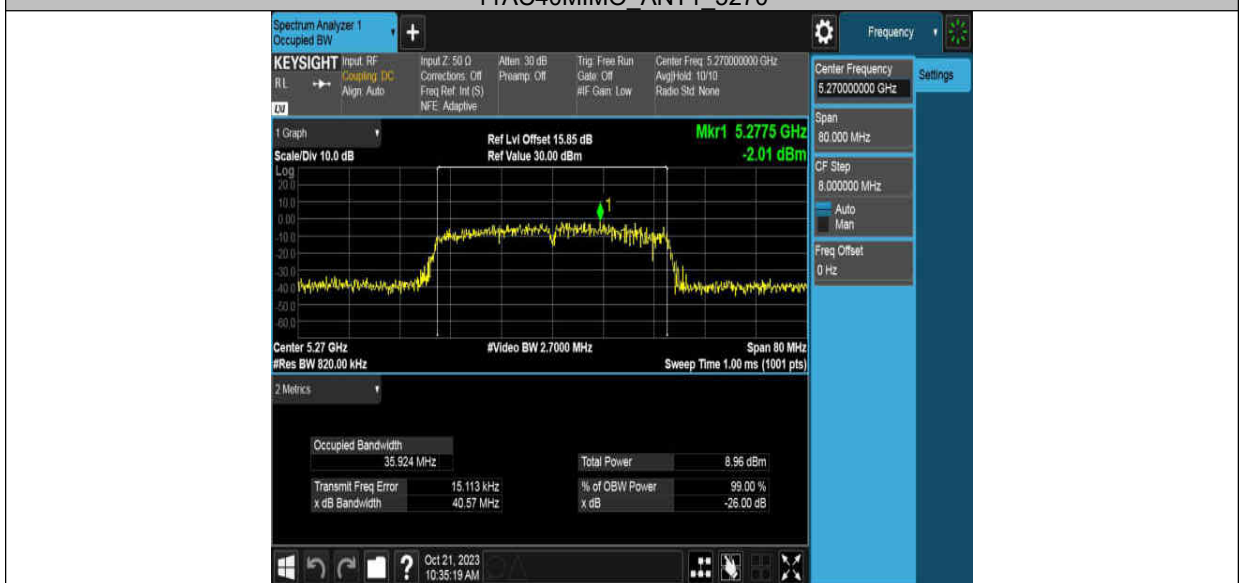 11AC40MIMO_ANT1_5270
Spectrum Analyzer 1
Occupied BW
Frequency
KEYSIGHT
RL
LXI
Input: RF
Coupling: DC
Align: Auto
Input Z: 50 Ω
Corrections: Off
Freq Ref: Int (S)
NFE: Adaptive
Atten: 30 dB
Preamp: Off
Trig: Free Run
Gate: Off
#IF Gain: Low
Center Freq: 5.270000000 GHz
Avg|Hold: 10/10
Radio Std: None
Center Frequency
5.270000000 GHz
Settings
Span
80.000 MHz
CF Step
8.000000 MHz
Auto
Man
Freq Offset
0 Hz
1 Graph
Scale/Div 10.0 dB
Ref Lvl Offset 15.85 dB
Ref Value 30.00 dBm
Mkr1 5.2775 GHz
-2.01 dBm
Log
20.0
10.0
0.00
-10.0
-20.0
-30.0
-40.0
-50.0
-60.0
1
Center 5.27 GHz
#Video BW 2.7000 MHz
Span 80 MHz
#Res BW 820.00 kHz
Sweep Time 1.00 ms (1001 pts)
2 Metrics
Occupied Bandwidth
35.924 MHz
Total Power 8.96 dBm
Transmit Freq Error 15.113 kHz
% of OBW Power 99.00 %
x dB Bandwidth 40.57 MHz
x dB -26.00 dB
?
Oct 21, 2023
10:35:19 AM